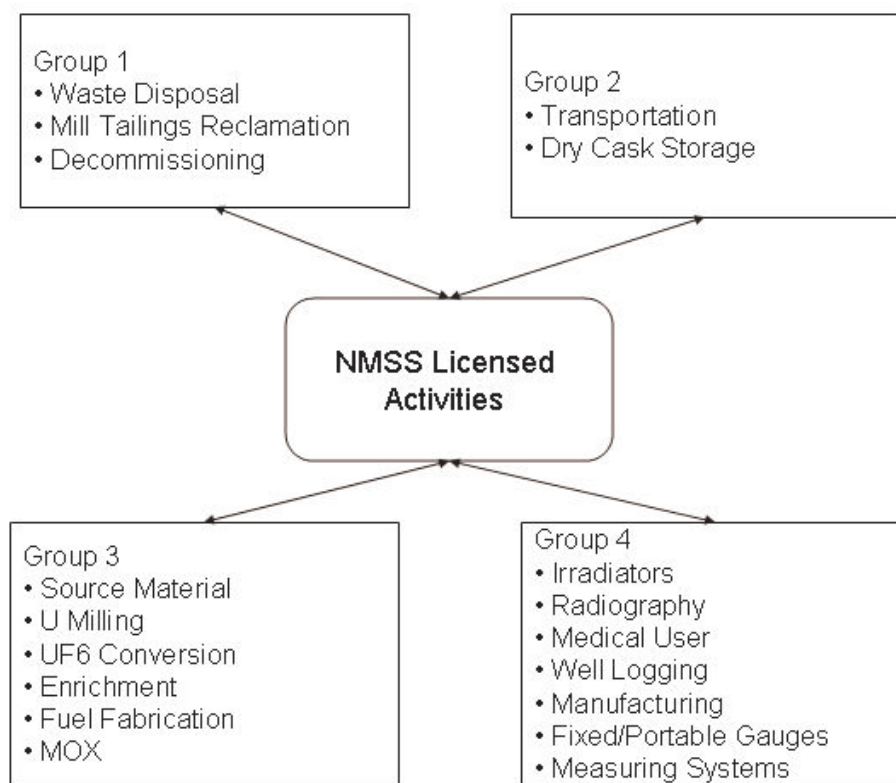 Group 1
• Waste Disposal
• Mill Tailings Reclamation
• Decommissioning
Group 2
• Transportation
• Dry Cask Storage
NMSS Licensed
Activities
Group 3
• Source Material
• U Milling
• UF6 Conversion
• Enrichment
• Fuel Fabrication
• MOX
Group 4
• Irradiators
• Radiography
• Medical User
• Well Logging
• Manufacturing
• Fixed/Portable Gauges
• Measuring Systems